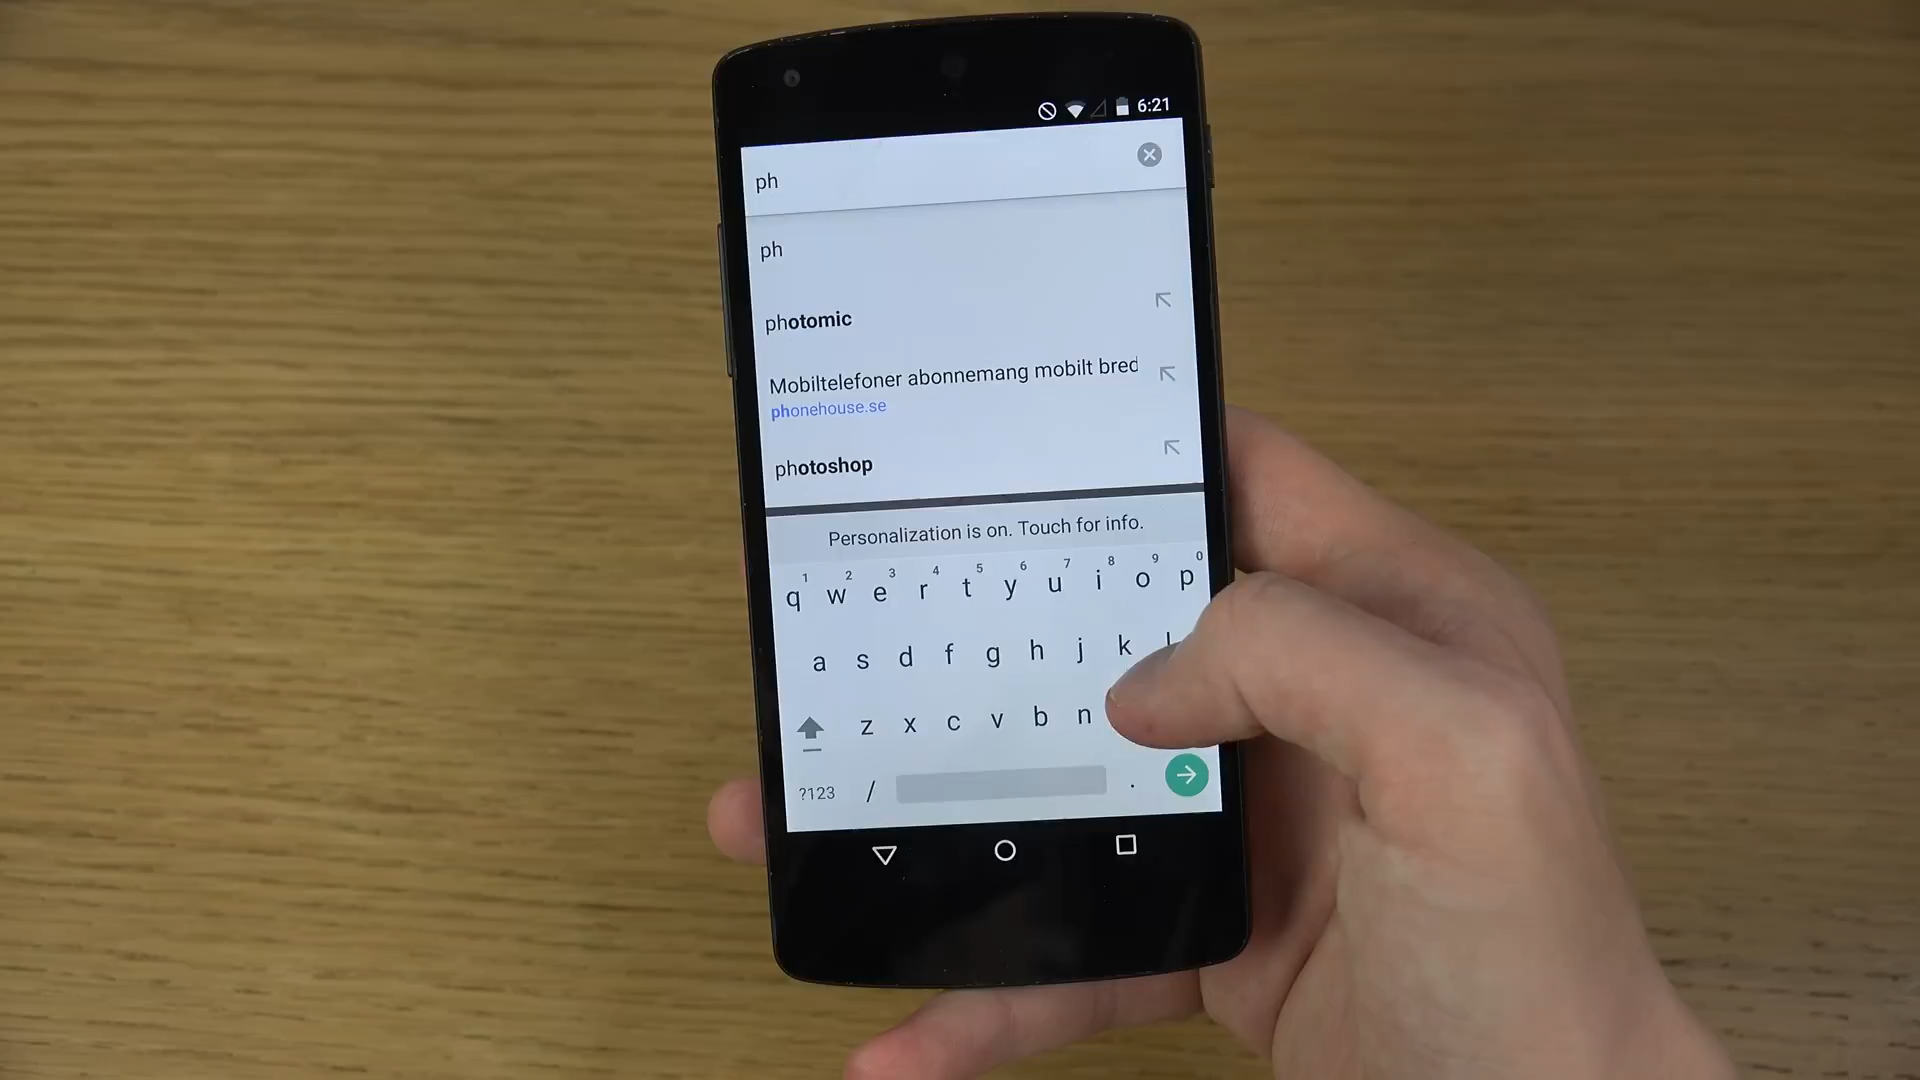 6:21
ph
ph
photomic
Mobiltelefoner abonnemang mobilt bred
phonehouse.se
photoshop
Personalization is on. Touch for info.
1 2 3 4 5 6 7 8 9 0
q w e r t y u i o p
a s d f g h j k
z x c v b n
?123 / .